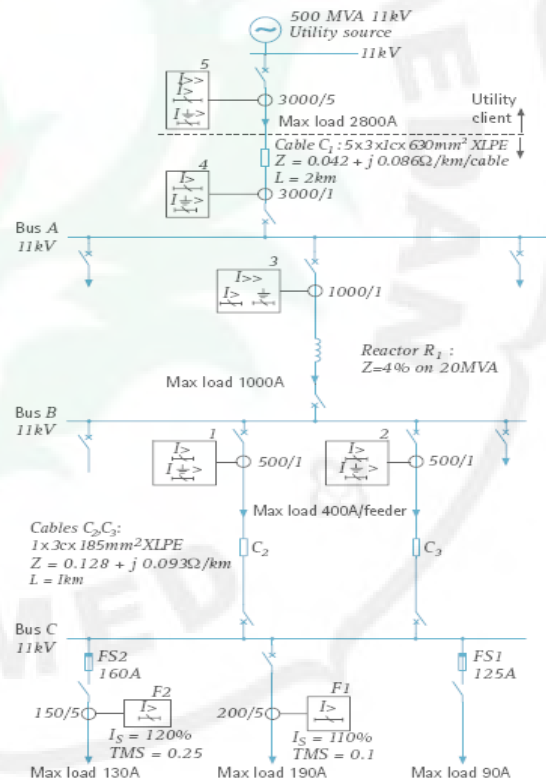 500 MVA 11kV
Utility source
11kV
5
I>>
I>
3000/5
Max load 2800A
Utility
client
Cable C1 : 5x3x1cx630mm² XLPE
Z = 0.042 + j 0.086Ω/km/cable
L = 2km
4
I>
3000/1
Bus A
11kV
3
I>>
I>
1000/1
Reactor R1 :
Z=4% on 20MVA
Max load 1000A
Bus B
11kV
1
I>
500/1
2
I>
500/1
Max load 400A/feeder
Cables C2,C3:
1x3cx185mm² XLPE
Z = 0.128 + j 0.093Ω/km
L = 1km
C2
C3
Bus C
11kV
FS2
160A
FS1
125A
F2
I>
150/5
IS = 120%
TMS = 0.25
F1
I>
200/5
IS = 110%
TMS = 0.1
Max load 130A
Max load 190A
Max load 90A